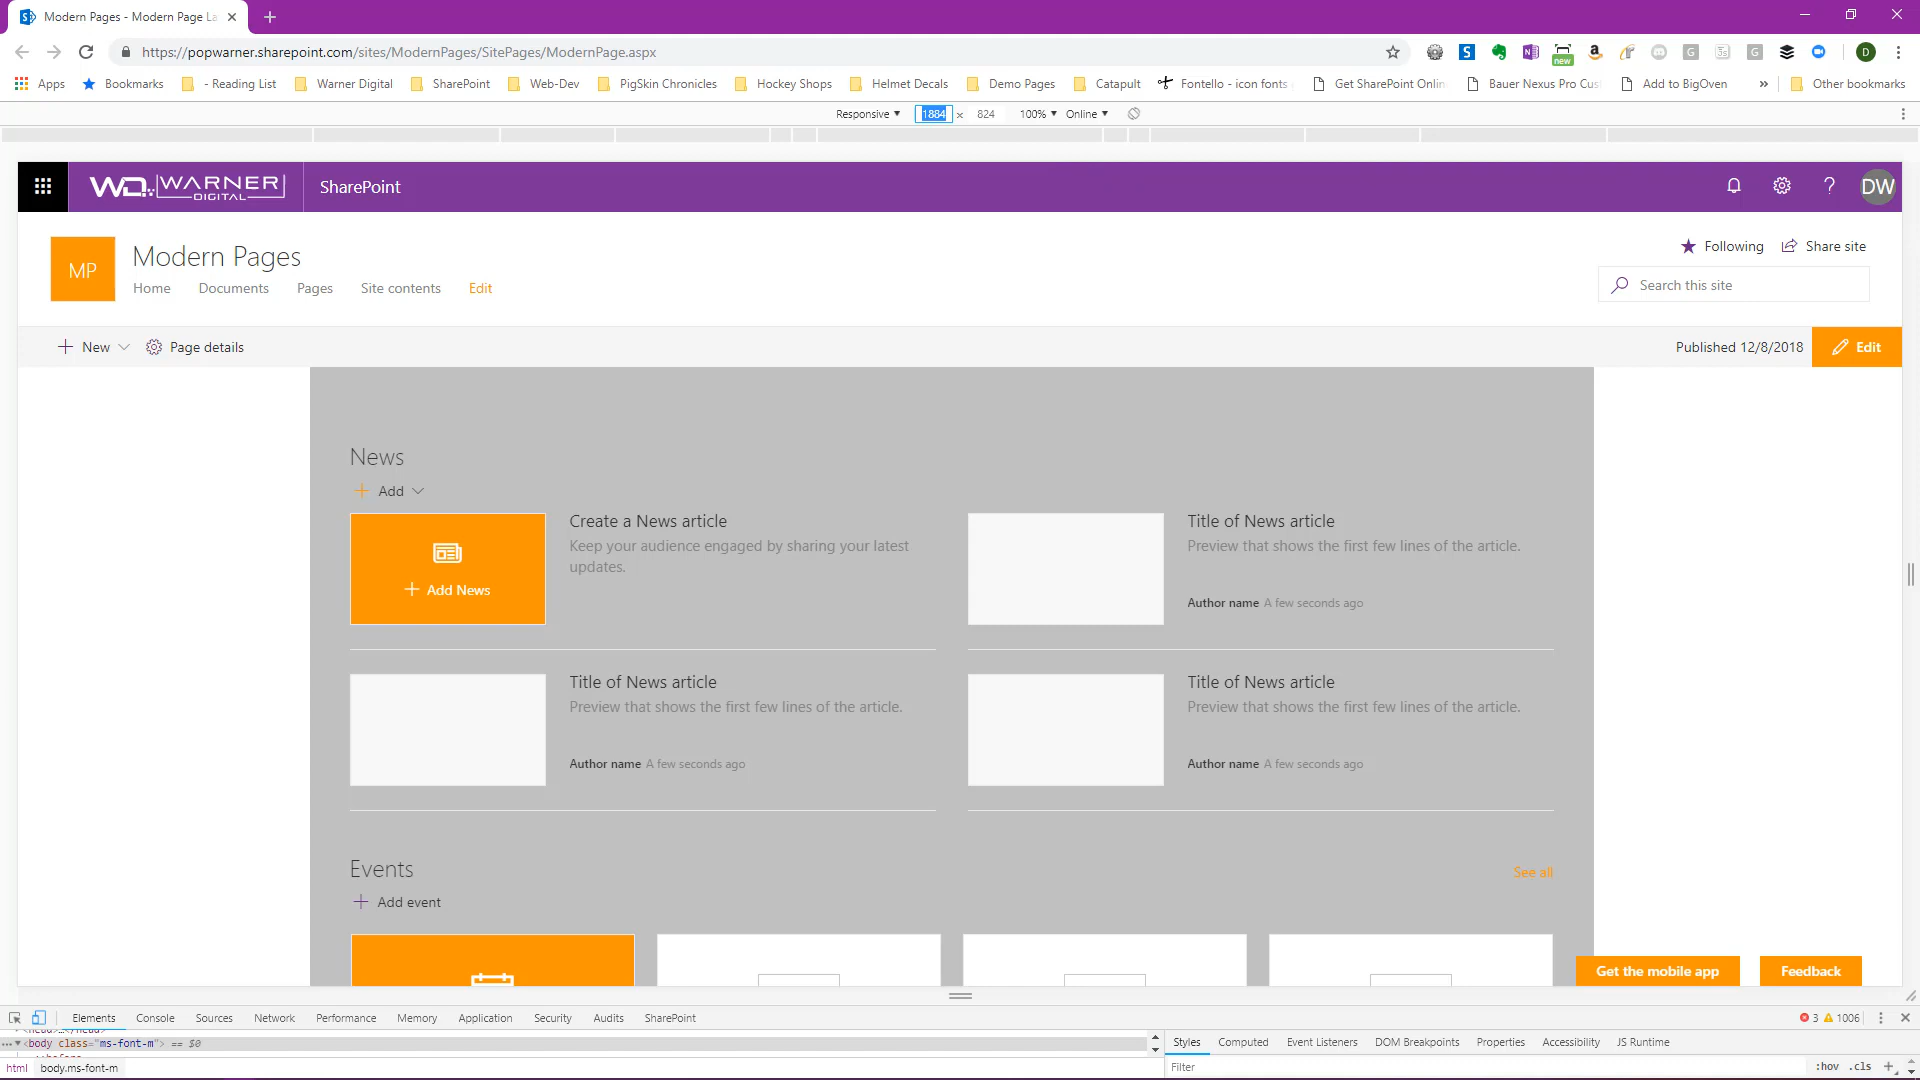 Modern Pages - Modern Page La
https://popwarner.sharepoint.com/sites/ModernPages/SitePages/ModernPage.aspx
new
D
Apps Bookmarks - Reading List Warner Digital SharePoint Web-Dev PigSkin Chronicles Hockey Shops Helmet Decals Demo Pages Catapult Fontello - icon fonts Get SharePoint Onlin Bauer Nexus Pro Cus Add to BigOven » Other bookmarks
Responsive 1884 × 824 100% Online
WD WARNER DIGITAL SharePoint DW
MP
Modern Pages
Following Share site
Home Documents Pages Site contents Edit
Search this site
New Page details Published 12/8/2018 Edit
News
Add
Add News
Create a News article
Keep your audience engaged by sharing your latest
updates.
Title of News article
Preview that shows the first few lines of the article.
Author name A few seconds ago
Title of News article
Preview that shows the first few lines of the article.
Author name A few seconds ago
Title of News article
Preview that shows the first few lines of the article.
Author name A few seconds ago
Events
See all
Add event
Get the mobile app Feedback
Elements Console Sources Network Performance Memory Application Security Audits SharePoint 3 1006
<body class="ms-font-m"> == $0
html body.ms-font-m
Styles Computed Event Listeners DOM Breakpoints Properties Accessibility JS Runtime
Filter :hov .cls +